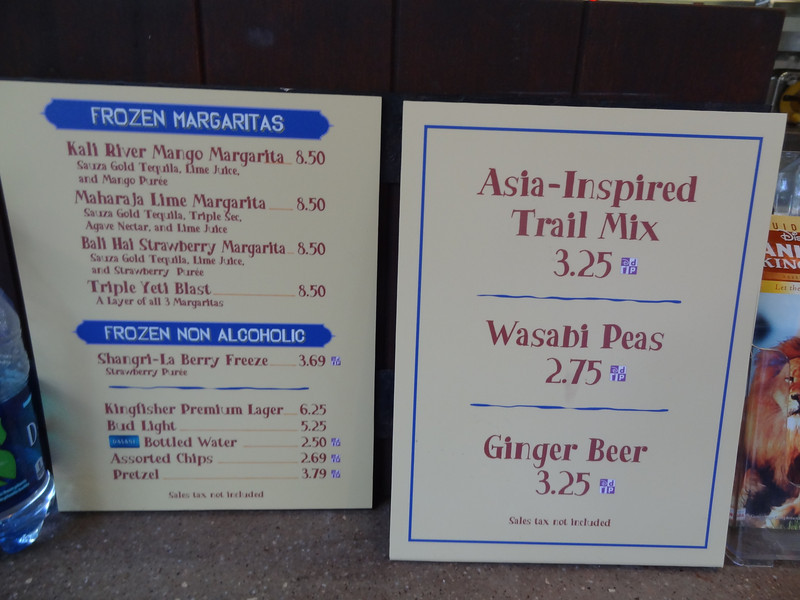 FROZEN MARGARITAS
Kali River Mango Margarita 8.50
Sauza Gold Tequila, Lime Juice,
and Mango Purée
Maharaja Lime Margarita 8.50
Sauza Gold Tequila, Triple Sec,
Agave Nectar, and Lime Juice
Bali Hai Strawberry Margarita 8.50
Sauza Gold Tequila, Lime Juice,
and Strawberry Purée
Triple Yeti Blast 8.50
A Layer of all 3 Margaritas
FROZEN NON ALCOHOLIC
Shangri-La Berry Freeze 3.69
Strawberry Purée
Kingfisher Premium Lager 6.25
Bud Light 5.25
DASANI Bottled Water 2.50
Assorted Chips 2.69
Pretzel 3.79
Sales tax not included
Asia-Inspired
Trail Mix
3.25
Wasabi Peas
2.75
Ginger Beer
3.25
Sales tax not included